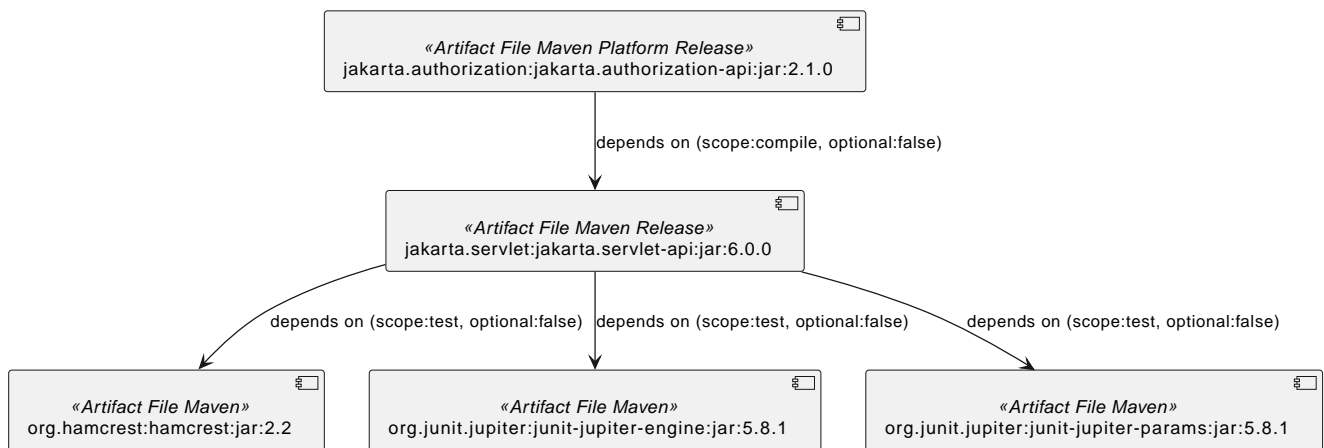 «Artifact File Maven Platform Release»
jakarta.authorization:jakarta.authorization-api:jar:2.1.0
depends on (scope:compile, optional:false)
«Artifact File Maven Release»
jakarta.servlet:jakarta.servlet-api:jar:6.0.0
depends on (scope:test, optional:false)
depends on (scope:test, optional:false)
depends on (scope:test, optional:false)
«Artifact File Maven»
org.hamcrest:hamcrest:jar:2.2
«Artifact File Maven»
org.junit.jupiter:junit-jupiter-engine:jar:5.8.1
«Artifact File Maven»
org.junit.jupiter:junit-jupiter-params:jar:5.8.1